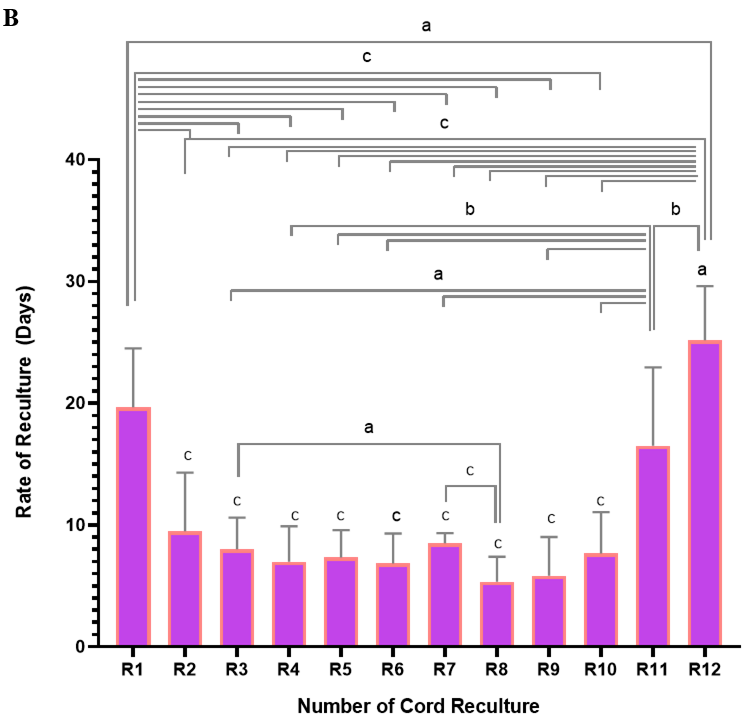 B
a
c
c
40
b
b
a
a
30
20
a
c
c
c
c
c
c
c
c
c
c
10
0
Rate of Reculture (Days)
R1 R2 R3 R4 R5 R6 R7 R8 R9 R10 R11 R12
Number of Cord Reculture